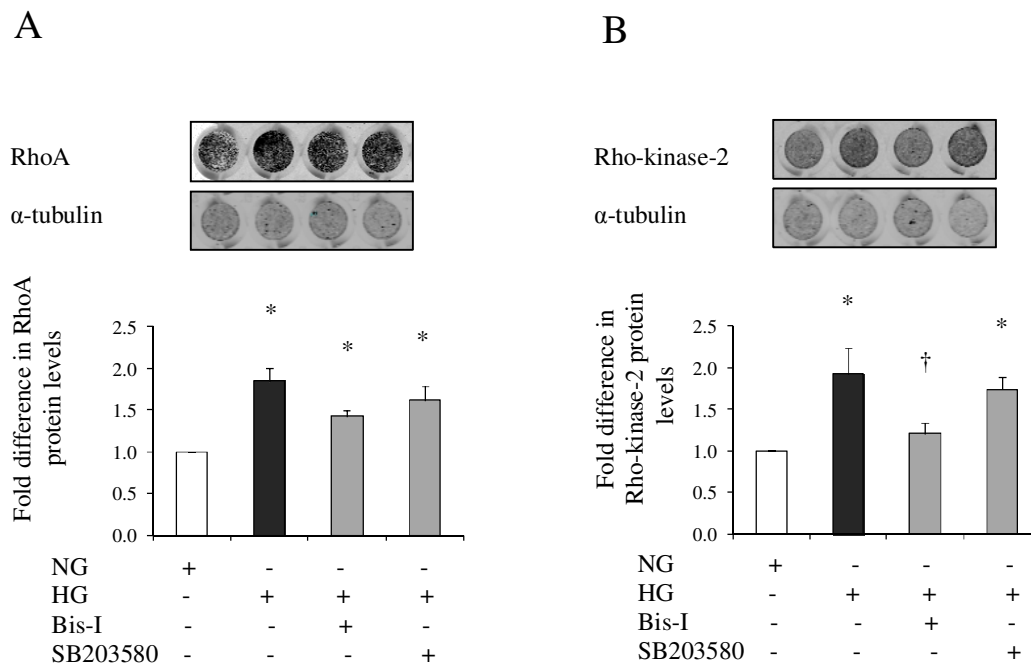 A
RhoA
α-tubulin
Fold difference in RhoA
protein levels
2.5
2.0
1.5
1.0
0.5
0.0
* * *
NG + - - -
HG - + + +
Bis-I - - + -
SB203580 - - - +
B
Rho-kinase-2
α-tubulin
Fold difference in
Rho-kinase-2 protein
levels
2.5
2.0
1.5
1.0
0.5
0.0
* † *
NG + - - -
HG - + + +
Bis-I - - + -
SB203580 - - - +